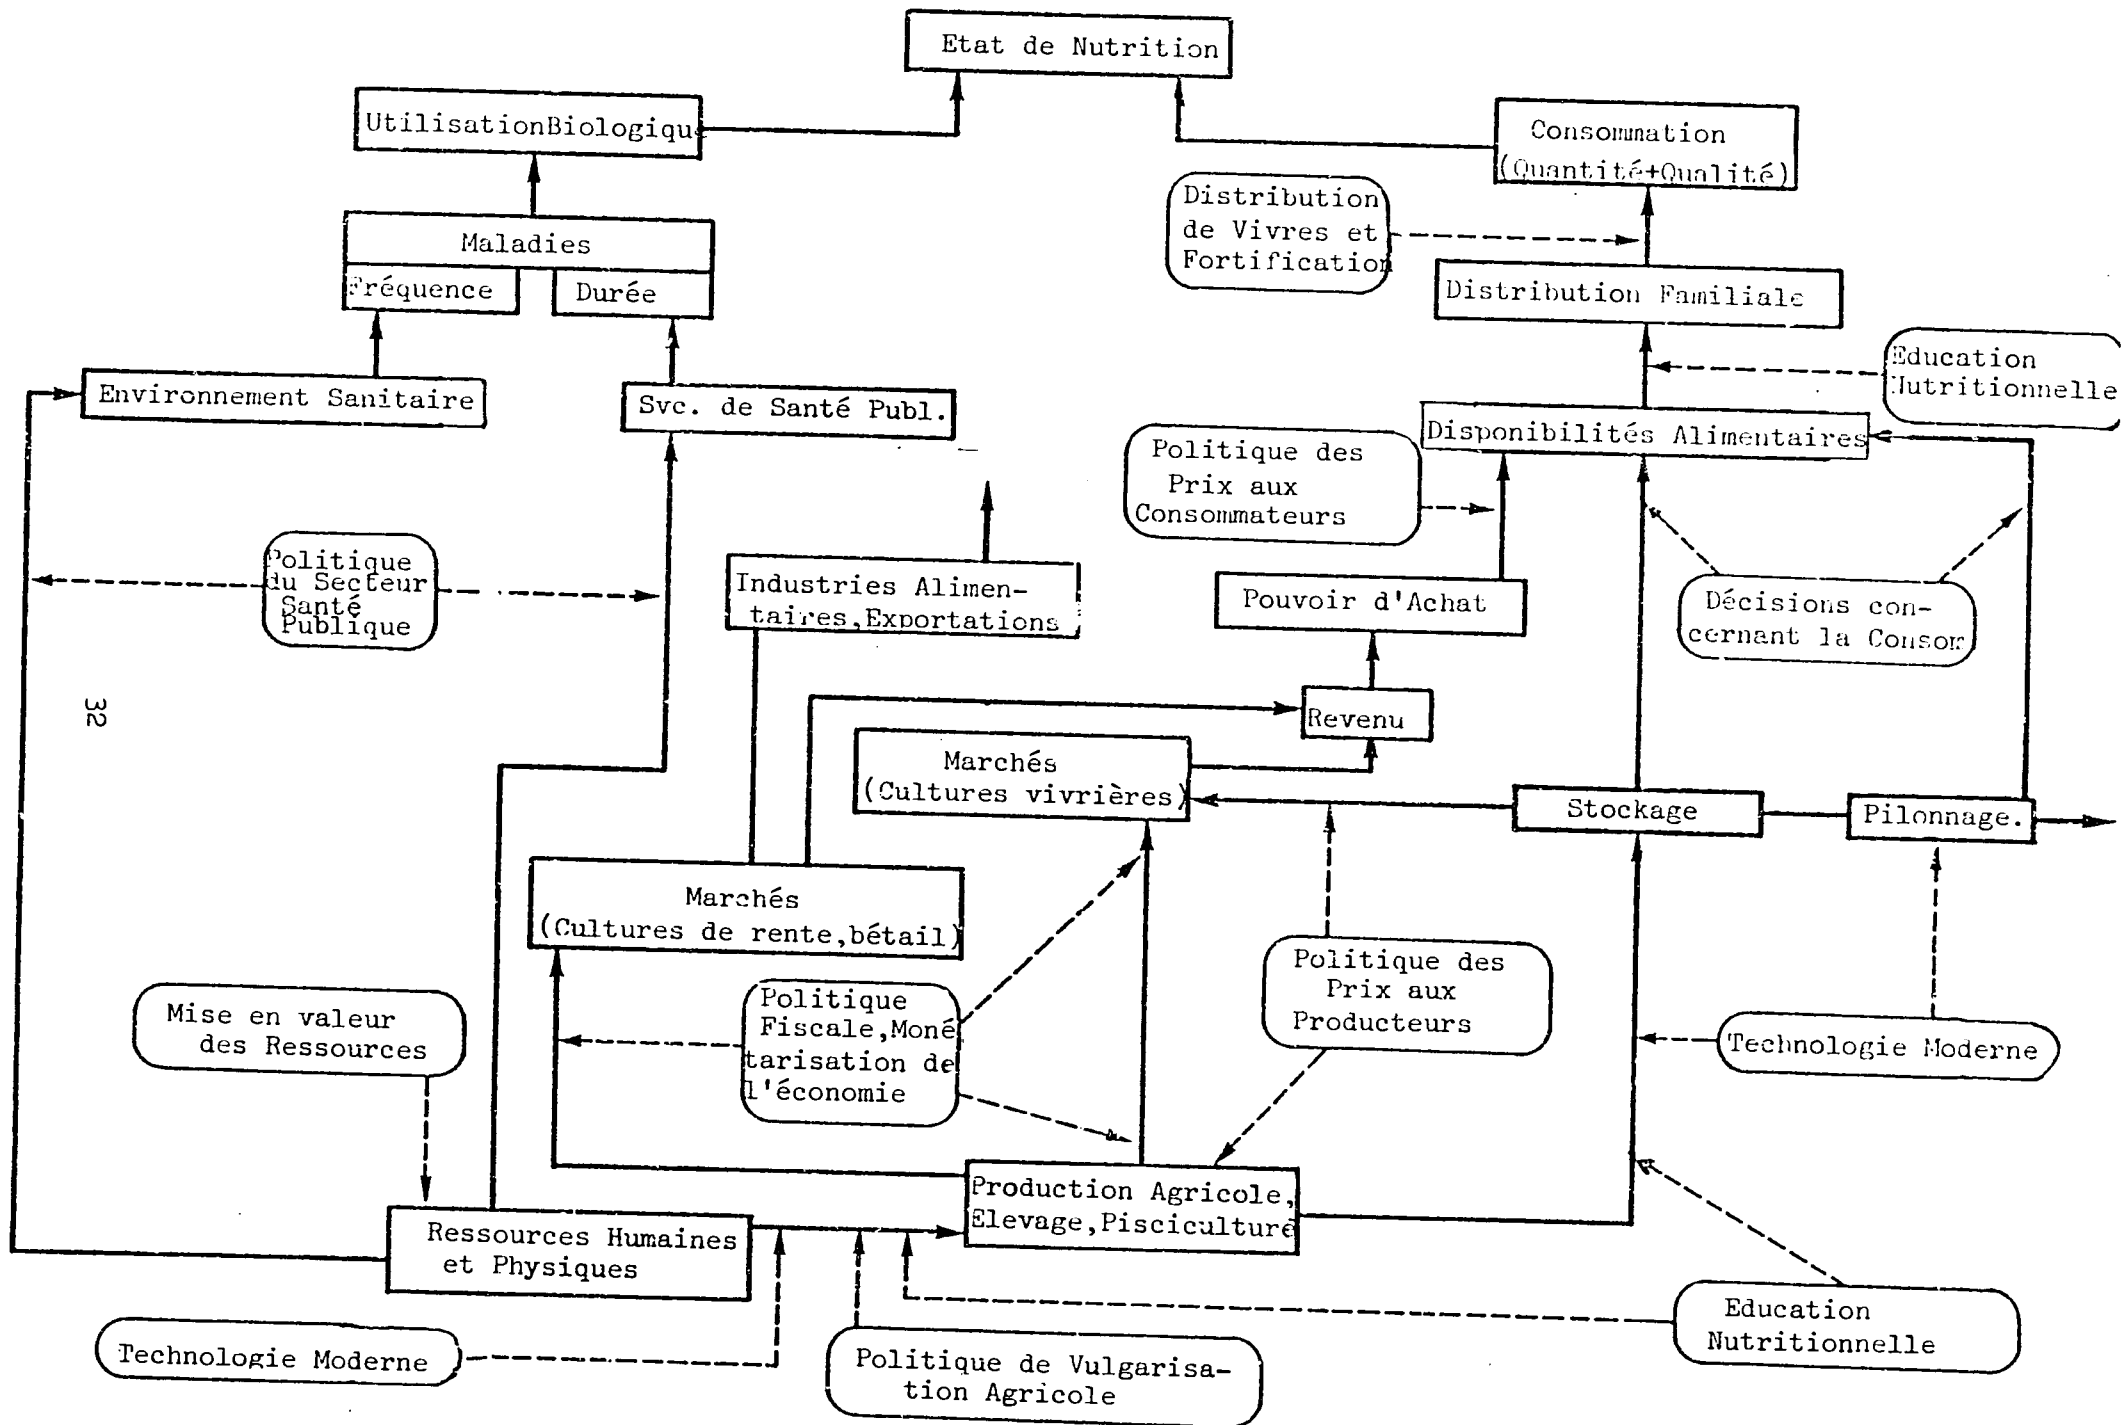 Etat de Nutrition
UtilisationBiologiqu
Consommation
(Quantité+Qualité)
Distribution
de Vivres et
Fortification
Maladies
Fréquence
Durée
Distribution Familiale
Education
Nutritionnelle
Environnement Sanitaire
Svc. de Santé Publ.
Disponibilités Alimentaires
Politique des
Prix aux
Consommateurs
Politique
du Secteur
Santé
Publique
Industries Alimen-
taires,Exportations
Pouvoir d'Achat
Décisions con-
cernant la Consom
32
Revenu
Marchés
(Cultures vivrières)
Stockage
Pilonnage.
Marchés
(Cultures de rente,bétail)
Politique des
Prix aux
Producteurs
Mise en valeur
des Ressources
Politique
Fiscale,Moné
tarisation de
l'économie
Technologie Moderne
Production Agricole,
Elevage,Pisciculture
Ressources Humaines
et Physiques
Education
Nutritionnelle
Technologie Moderne
Politique de Vulgarisa-
tion Agricole